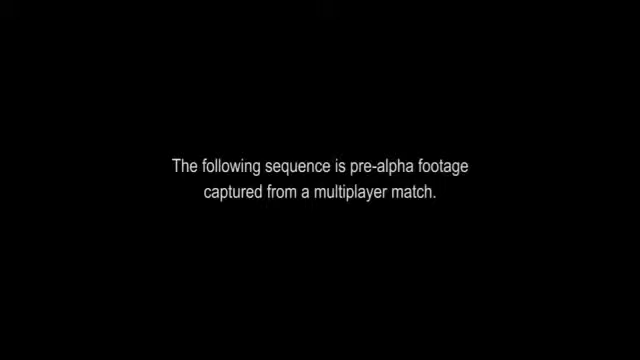 The following sequence is pre-alpha footage
captured from a multiplayer match.